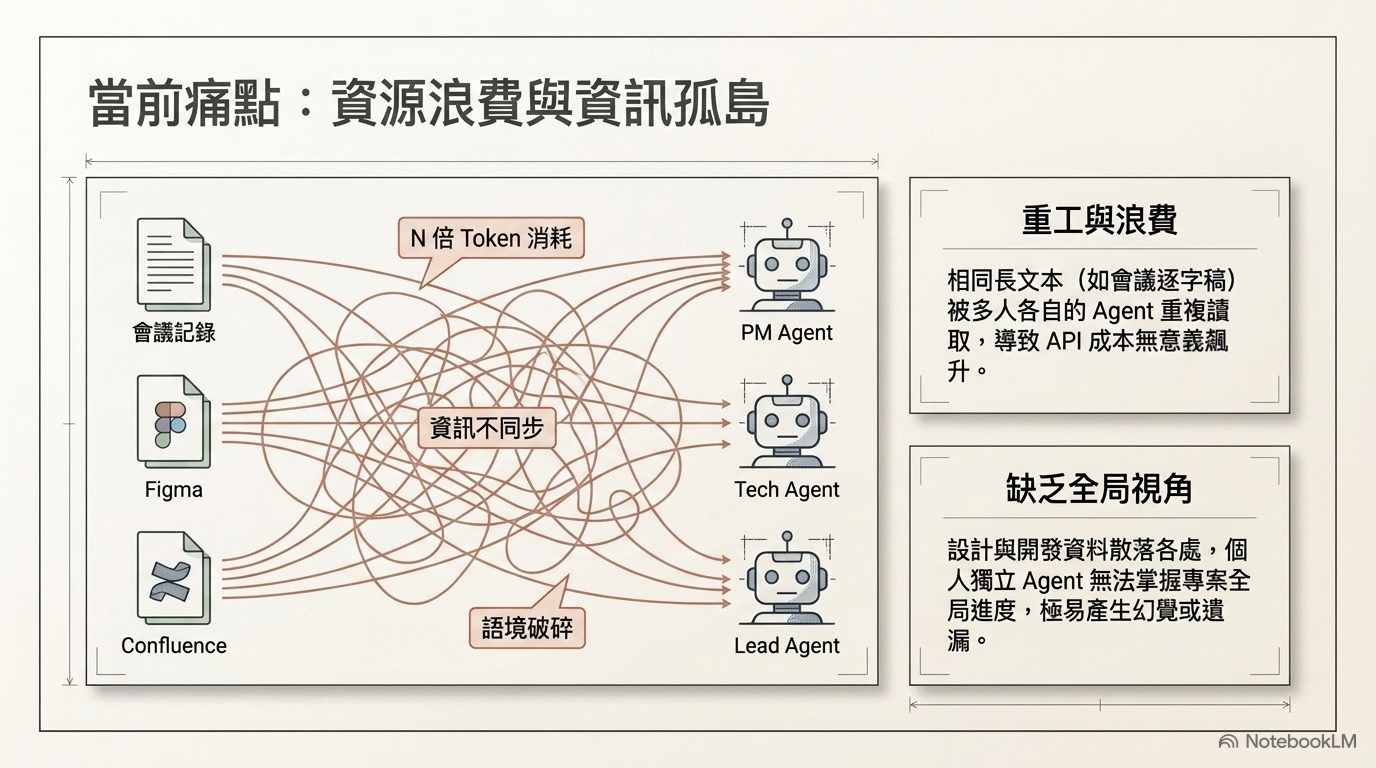 當前痛點：資源浪費與資訊孤島
N 倍 Token 消耗
會議記錄
PM Agent
資訊不同步
Figma
Tech Agent
語境破碎
Confluence
Lead Agent
重工與浪費
相同長文本（如會議逐字稿）
被多人各自的 Agent 重複讀
取，導致 API 成本無意義飆
升。
缺乏全局視角
設計與開發資料散落各處，個
人獨立 Agent 無法掌握專案全
局進度，極易產生幻覺或遺
漏。
NotebookLM